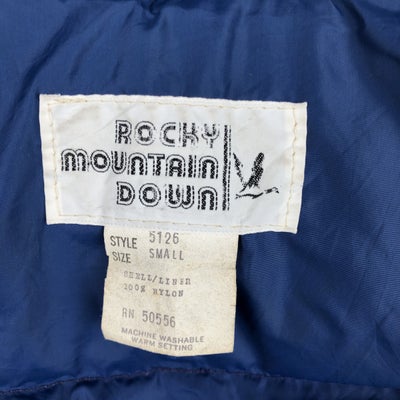 ROCKY
MOUNTAIN
DOWN
STYLE 5126
SIZE SMALL
SHELL/LINER
100% NYLON
RN 50556
MACHINE WASHABLE
WARM SETTING